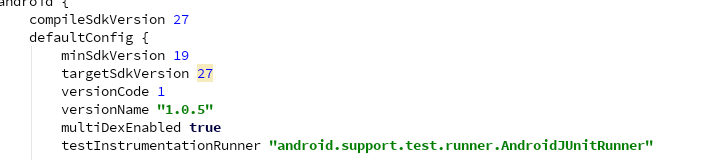 android {
compileSdkVersion 27
defaultConfig {
minSdkVersion 19
targetSdkVersion 27
versionCode 1
versionName "1.0.5"
multiDexEnabled true
testInstrumentationRunner "android.support.test.runner.AndroidJUnitRunner"